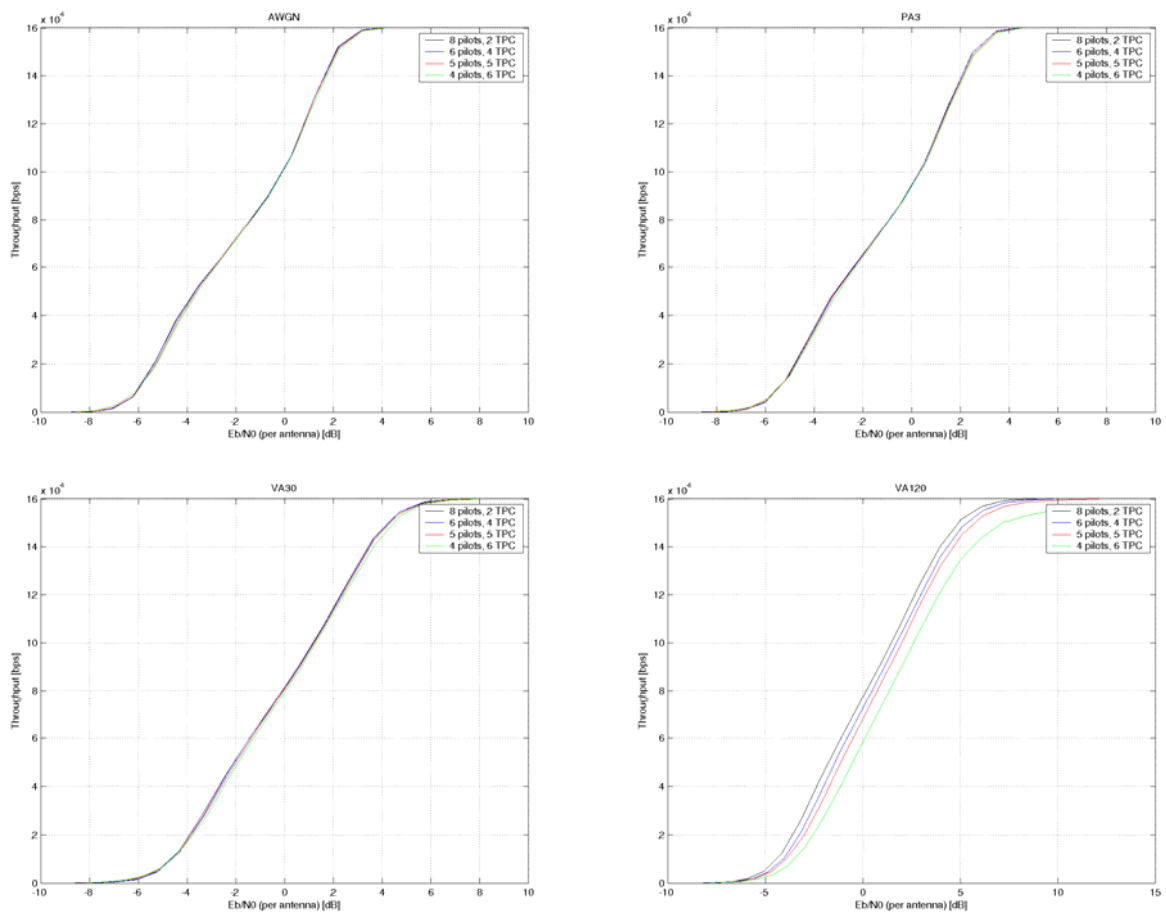 AWGN
x 10^4
16
14
12
10
8
6
4
2
0
Throughput [bps]
8 pilots, 2 TPC
6 pilots, 4 TPC
5 pilots, 5 TPC
4 pilots, 6 TPC
-10 -8 -6 -4 -2 0 2 4 6 8 10
Eb/N0 (per antenna) [dB]
PA3
x 10^4
16
14
12
10
8
6
4
2
0
Throughput [bps]
8 pilots, 2 TPC
6 pilots, 4 TPC
5 pilots, 5 TPC
4 pilots, 6 TPC
-10 -8 -6 -4 -2 0 2 4 6 8 10
Eb/N0 (per antenna) [dB]
VA30
x 10^4
16
14
12
10
8
6
4
2
0
Throughput [bps]
8 pilots, 2 TPC
6 pilots, 4 TPC
5 pilots, 5 TPC
4 pilots, 6 TPC
-10 -8 -6 -4 -2 0 2 4 6 8 10
Eb/N0 (per antenna) [dB]
VA120
x 10^4
16
14
12
10
8
6
4
2
0
Throughput [bps]
8 pilots, 2 TPC
6 pilots, 4 TPC
5 pilots, 5 TPC
4 pilots, 6 TPC
-10 -5 0 5 10 15
Eb/N0 (per antenna) [dB]